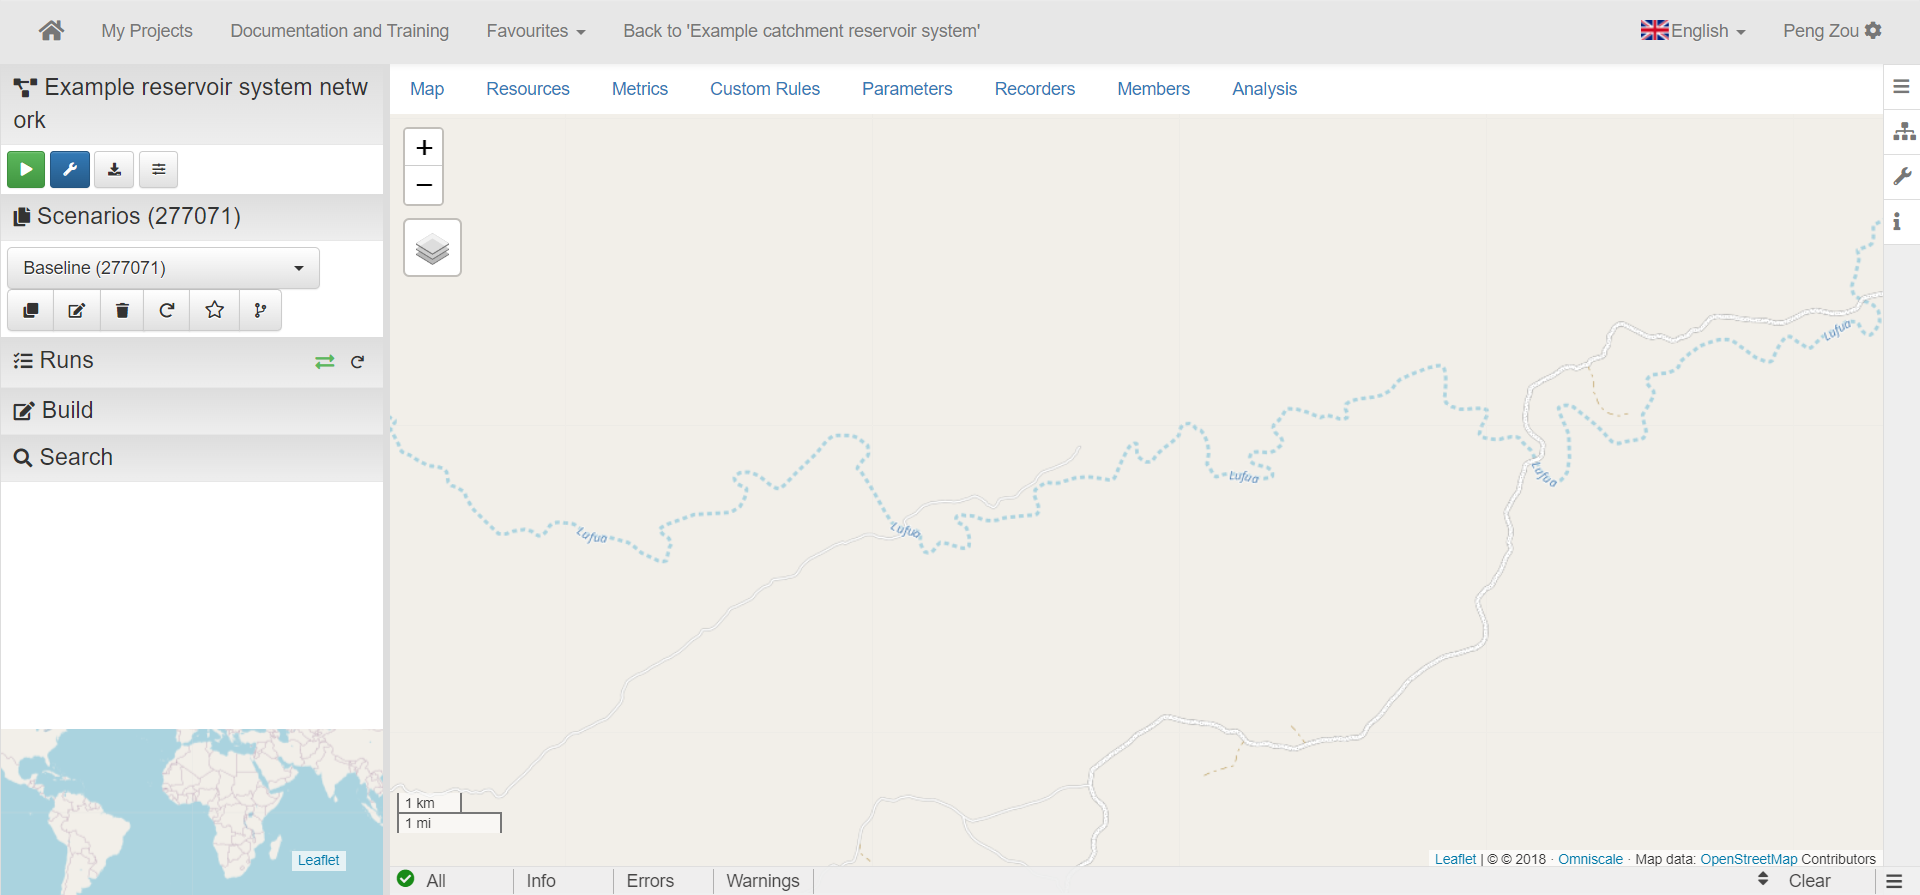 My Projects Documentation and Training Favourites Back to 'Example catchment reservoir system' English Peng Zou
Example reservoir system netw
ork
Map Resources Metrics Custom Rules Parameters Recorders Members Analysis
+
−
Scenarios (277071)
Baseline (277071)
Runs
Build
Search
Lufua
Lufua
Lufua
Lufua
Lufua
1 km
1 mi
Leaflet
Leaflet | © © 2018 · Omniscale · Map data: OpenStreetMap Contributors
All Info Errors Warnings Clear